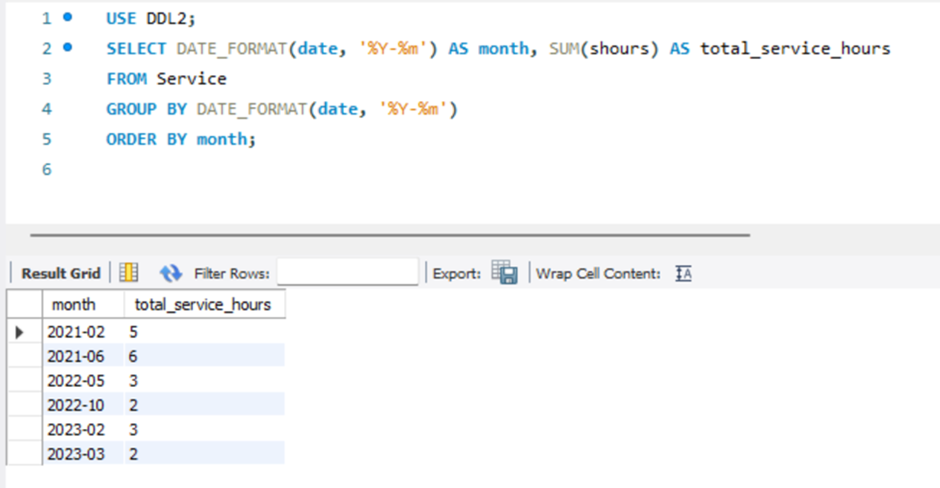 1 USE DDL2;
2 SELECT DATE_FORMAT(date, '%Y-%m') AS month, SUM(shours) AS total_service_hours
3 FROM Service
4 GROUP BY DATE_FORMAT(date, '%Y-%m')
5 ORDER BY month;
6
Result Grid Filter Rows: Export: Wrap Cell Content: IA
month total_service_hours
2021-02 5
2021-06 6
2022-05 3
2022-10 2
2023-02 3
2023-03 2